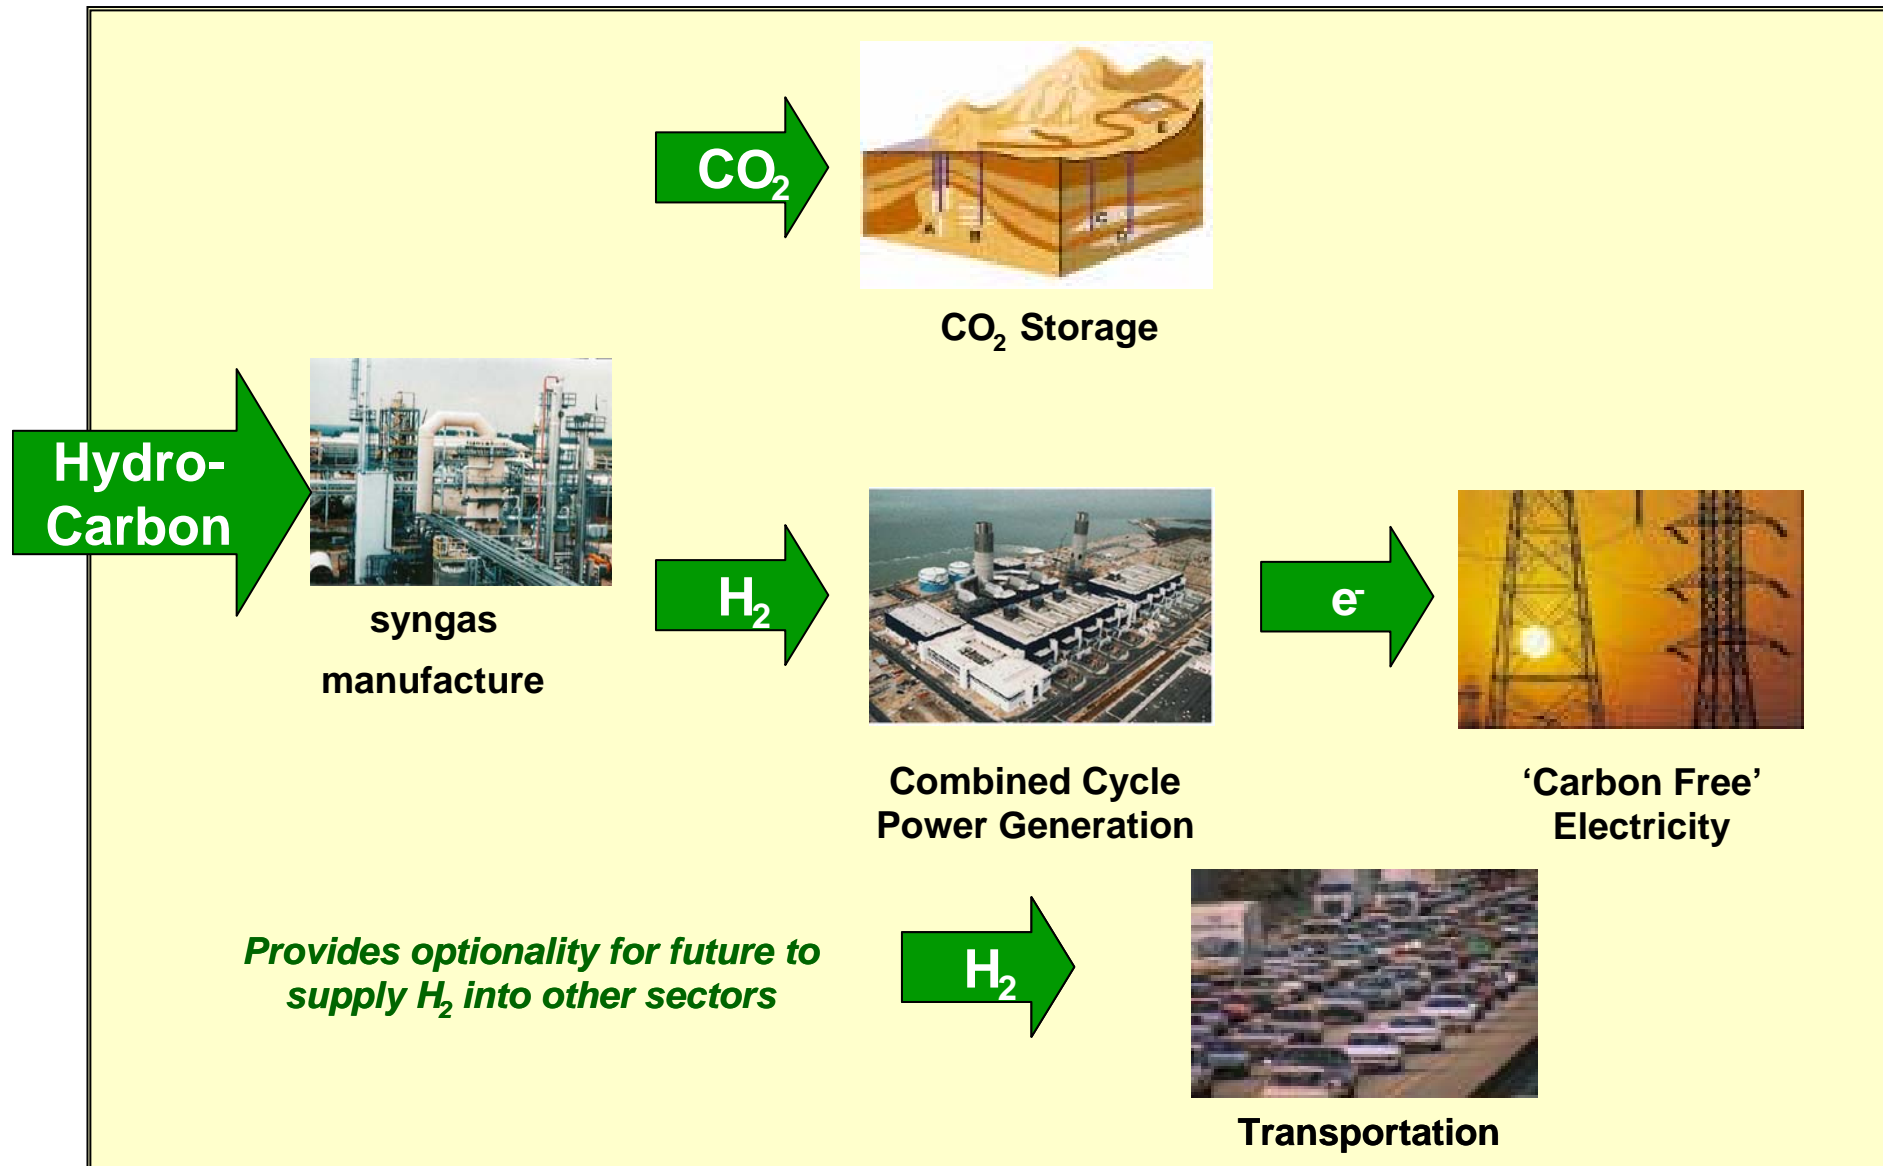 CO₂
CO₂ Storage
Hydro-
Carbon
syngas
manufacture
H₂
e⁻
Combined Cycle
Power Generation
‘Carbon Free’
Electricity
Provides optionality for future to
supply H₂ into other sectors
H₂
Transportation
A
B
C
D
E